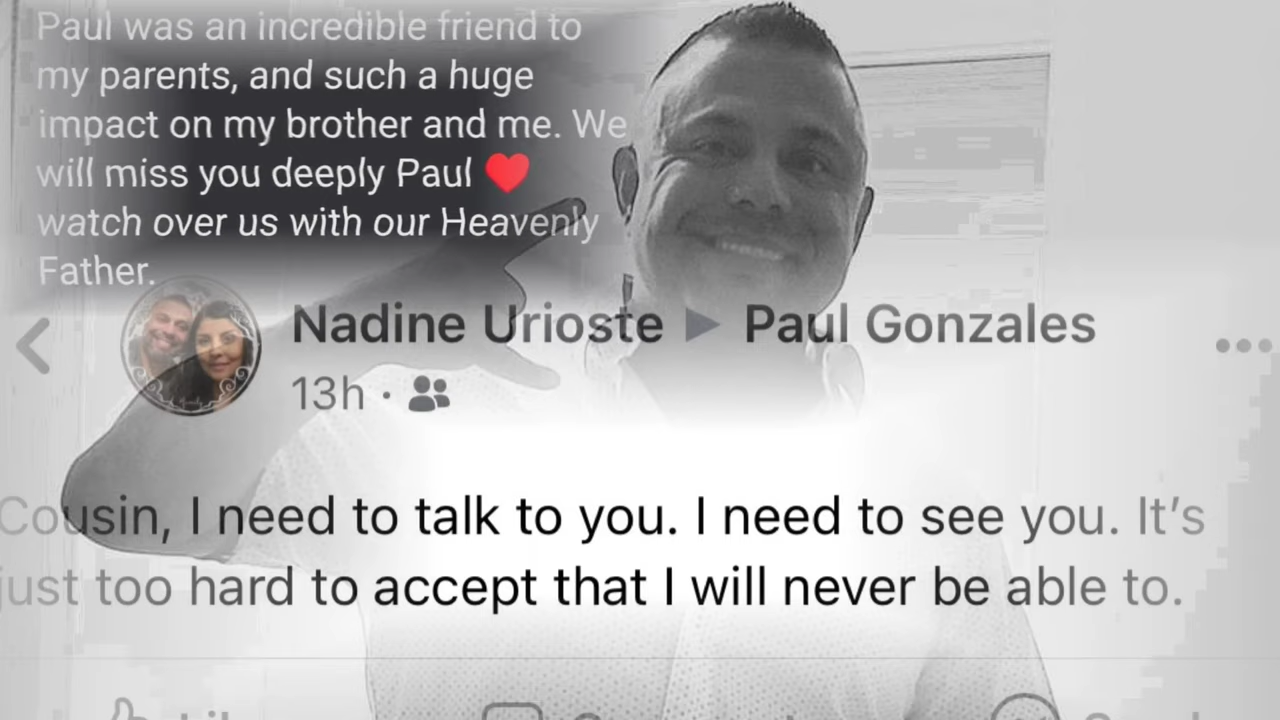 Paul was an incredible friend to
my parents, and such a huge
impact on my brother and me. We
will miss you deeply Paul ❤️
watch over us with our Heavenly
Father.
Nadine Urioste ▶ Paul Gonzales
13h ·
Cousin, I need to talk to you. I need to see you. It’s
just too hard to accept that I will never be able to.